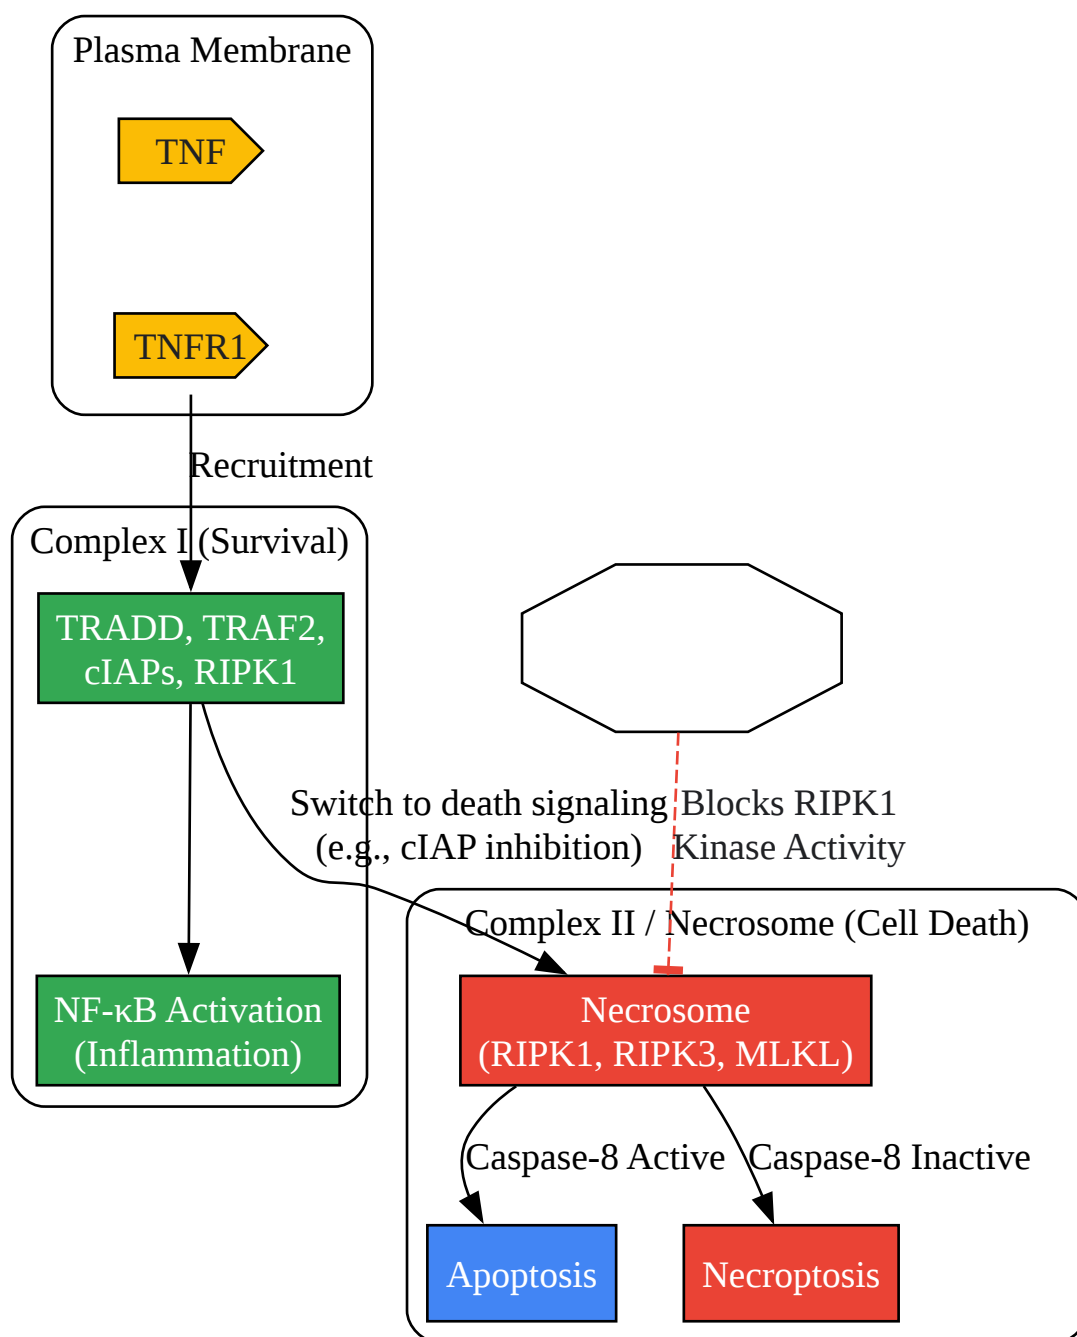 Plasma Membrane
TNF
TNFR1
Recruitment
Complex I (Survival)
TRADD, TRAF2,
cIAPs, RIPK1
Switch to death signaling
(e.g., cIAP inhibition)
Blocks RIPK1
Kinase Activity
Complex II / Necrosome (Cell Death)
NF-κB Activation
(Inflammation)
Necrosome
(RIPK1, RIPK3, MLKL)
Caspase-8 Active
Caspase-8 Inactive
Apoptosis
Necroptosis